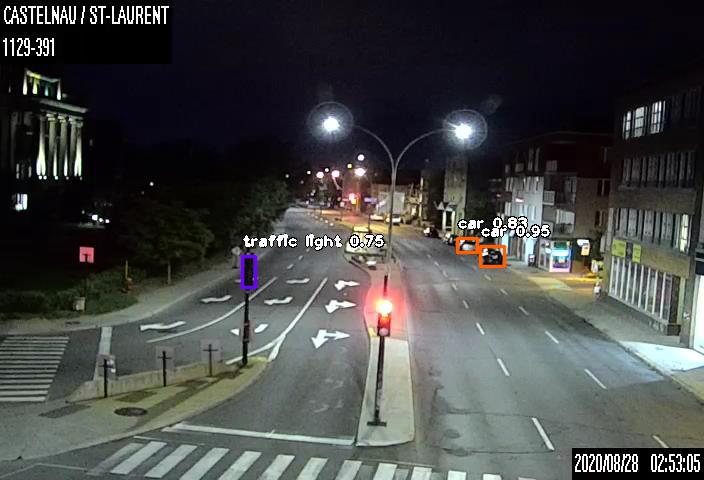 CASTELNAU / ST-LAURENT
1129-391
car 0.83
car 0.95
traffic light 0.75
2020/08/28 02:53:05